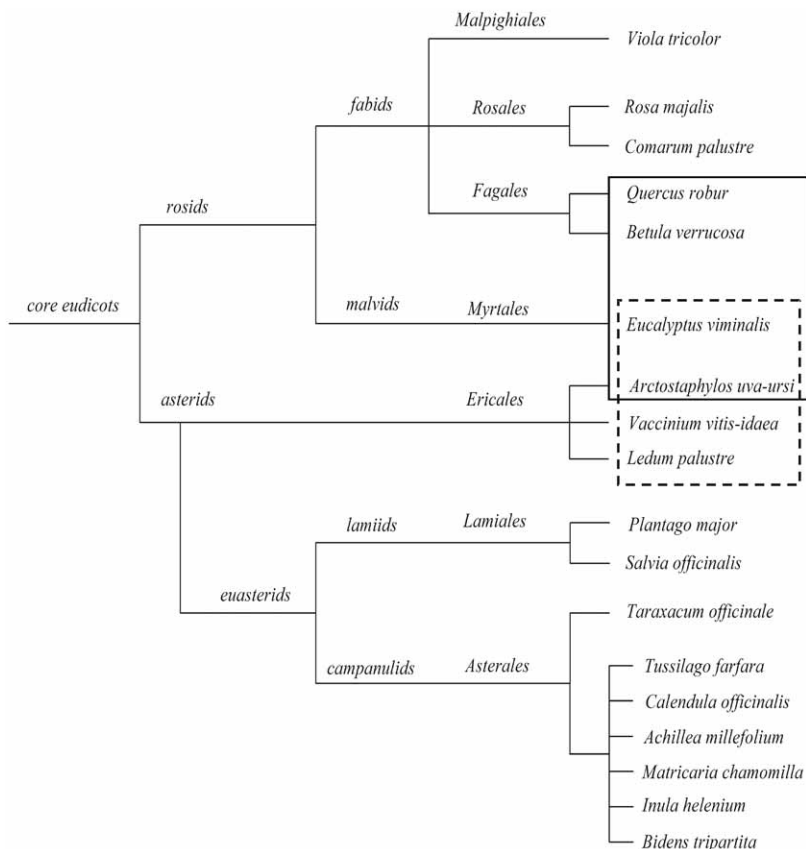 Malpighiales
Viola tricolor
fabids
Rosales
Rosa majalis
Comarum palustre
Fagales
Quercus robur
rosids
Betula verrucosa
core eudicots
malvids
Myrtales
Eucalyptus viminalis
asterids
Ericales
Arctostaphylos uva-ursi
Vaccinium vitis-idaea
Ledum palustre
lamiids
Lamiales
Plantago major
Salvia officinalis
euasterids
Taraxacum officinale
campanulids
Asterales
Tussilago farfara
Calendula officinalis
Achillea millefolium
Matricaria chamomilla
Inula helenium
Bidens tripartita